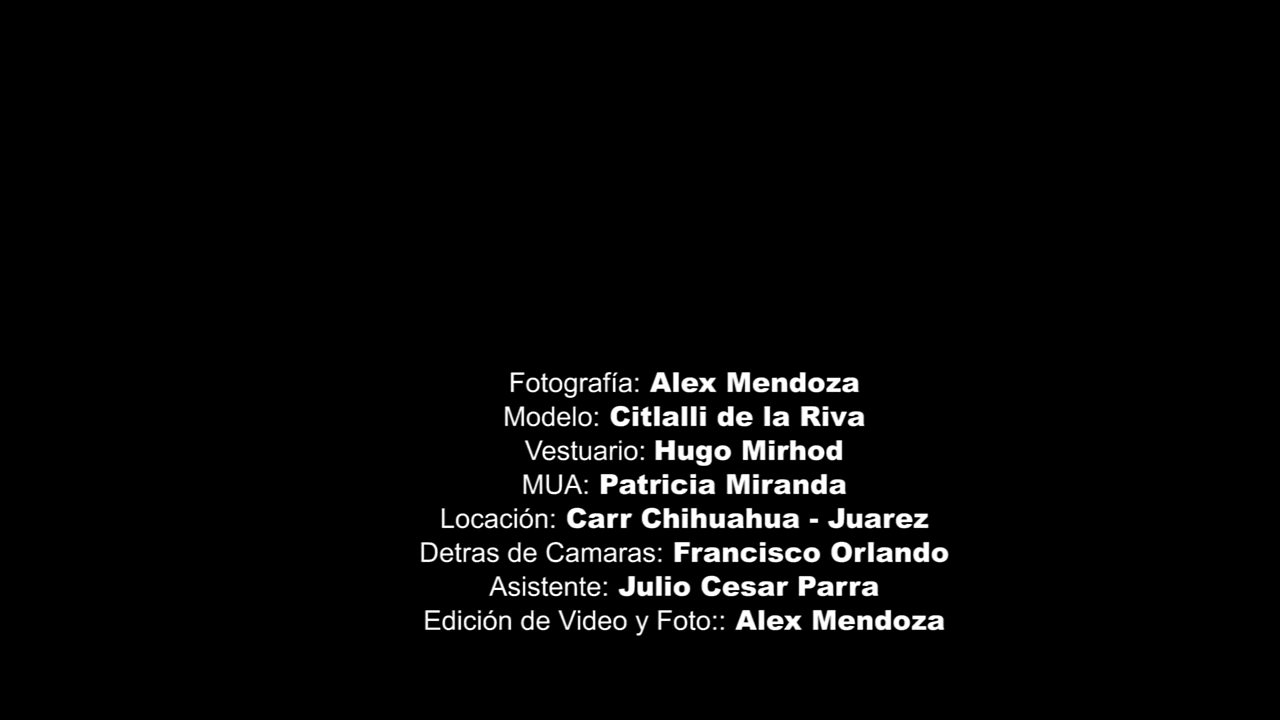 Fotografía: Alex Mendoza
Modelo: Citlalli de la Riva
Vestuario: Hugo Mirhod
MUA: Patricia Miranda
Locación: Carr Chihuahua - Juarez
Detras de Camaras: Francisco Orlando
Asistente: Julio Cesar Parra
Edición de Video y Foto:: Alex Mendoza